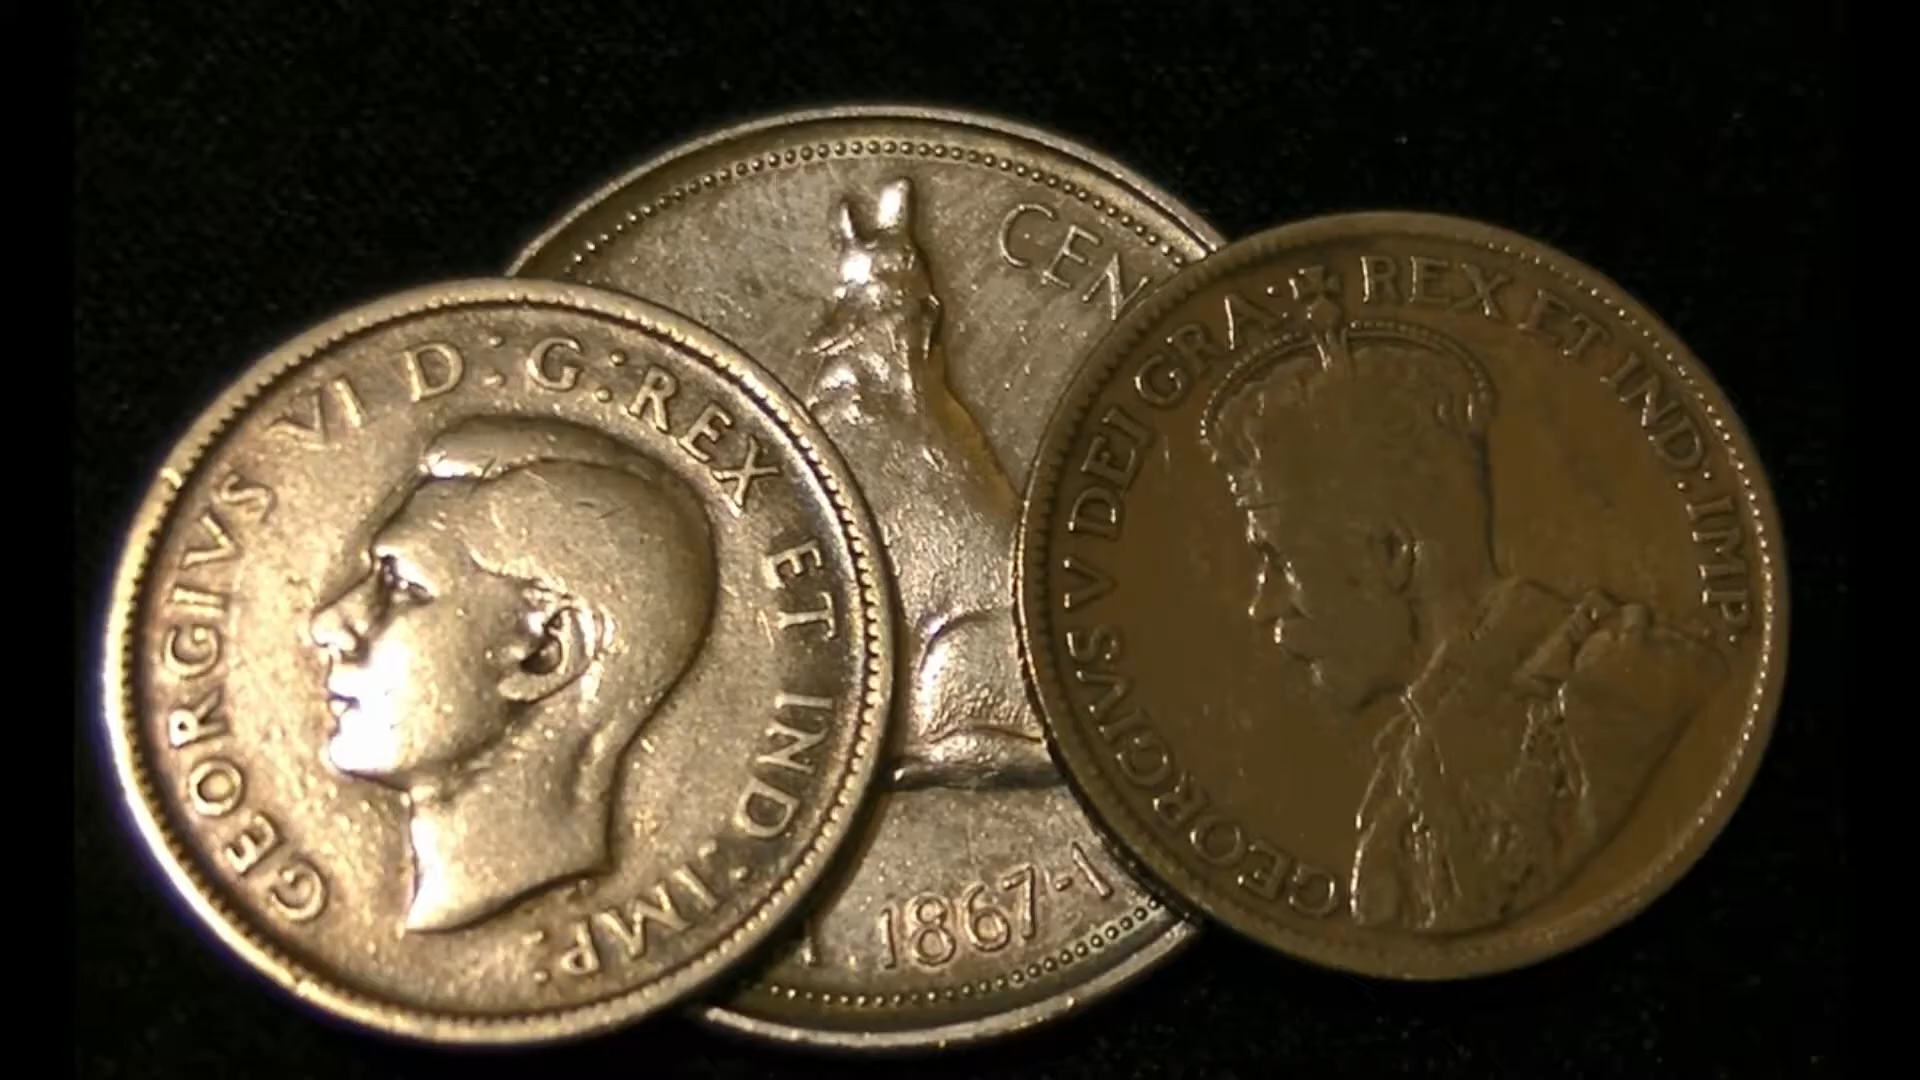 GEORGIVS VI D:G:REX ET IND:IMP:
CEN
1867-1
GEORGIVS V DEI GRA: REX ET IND: IMP: